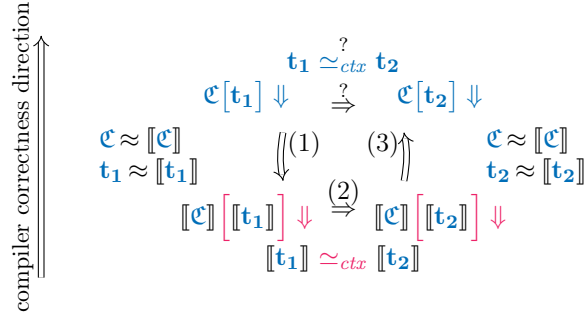 compiler correctness direction
?
t₁ ≃ctx t₂
ℭ[t₁] ⇓ ?⇒ ℭ[t₂] ⇓
ℭ ≈ ⟦ℭ⟧ (1) (3) ℭ ≈ ⟦ℭ⟧
t₁ ≈ ⟦t₁⟧ t₂ ≈ ⟦t₂⟧
(2)
⟦ℭ⟧[⟦t₁⟧] ⇓ ⇒ ⟦ℭ⟧[⟦t₂⟧] ⇓
⟦t₁⟧ ≃ctx ⟦t₂⟧